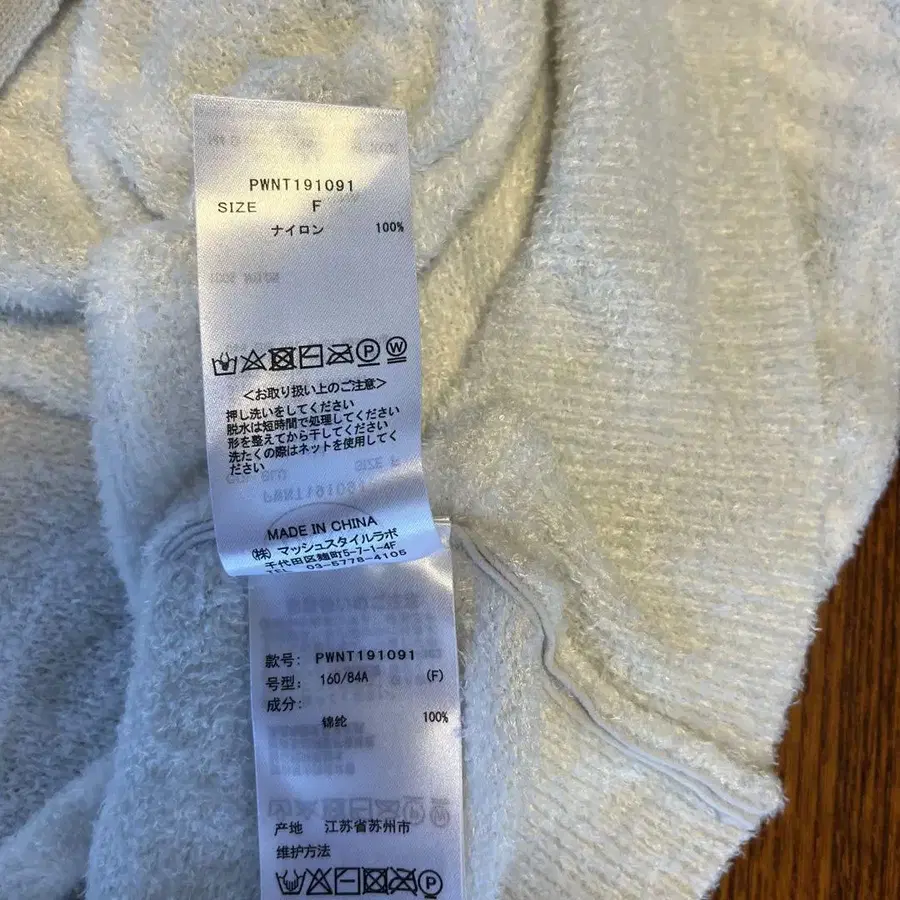 PWNT191091
SIZE F
ナイロン 100%
P W
<お取り扱い上のご注意>
押し洗いをしてください
脱水は短時間で処理してください
形を整えてから干してください
洗たくの際はネットを使用してく
ださい
MADE IN CHINA
(株) マッシュスタイルラボ
千代田区麹町5-7-1-4F
TEL 03-5778-4105
款号: PWNT191091
号型: 160/84A (F)
成分:
锦纶 100%
产地 江苏省苏州市
维护方法
P